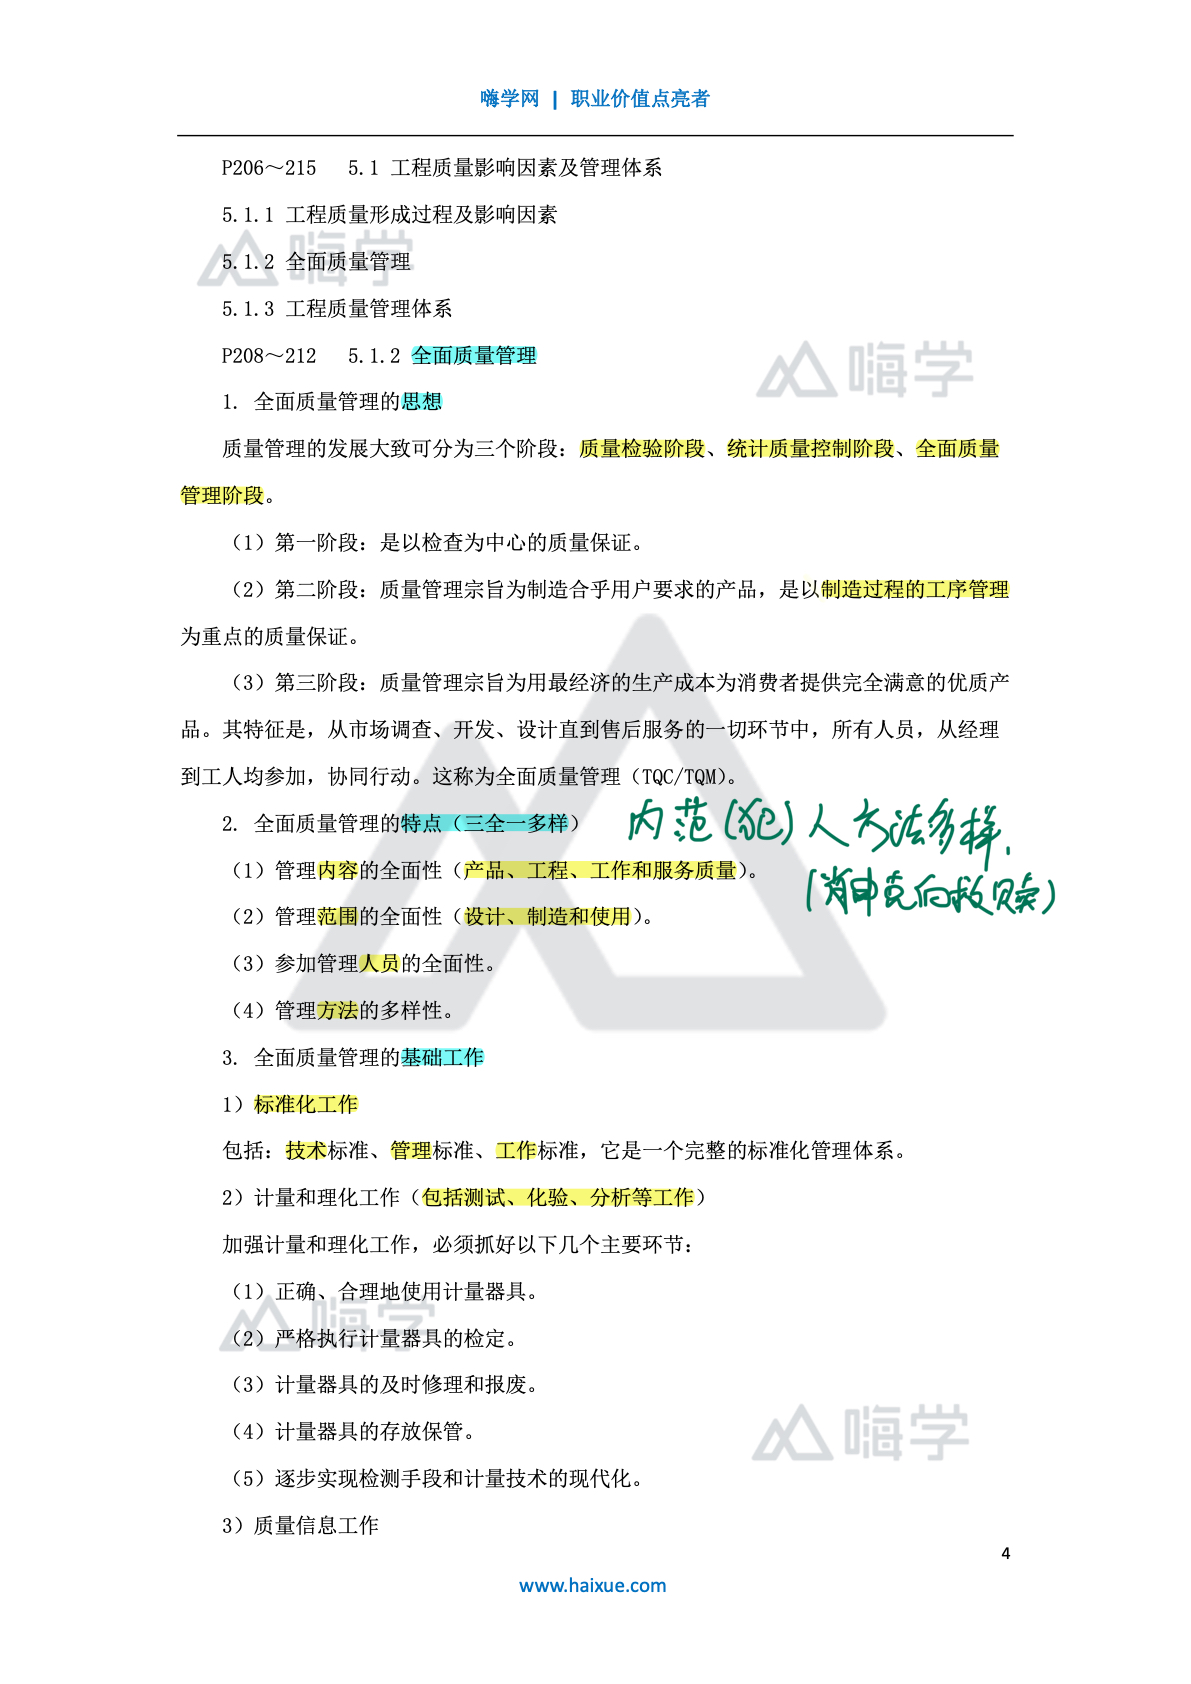 嗨学网 | 职业价值点亮者
P206～215 5.1 工程质量影响因素及管理体系
5.1.1 工程质量形成过程及影响因素
5.1.2 全面质量管理
5.1.3 工程质量管理体系
P208～212 5.1.2 全面质量管理
1. 全面质量管理的思想
质量管理的发展大致可分为三个阶段：质量检验阶段、统计质量控制阶段、全面质量
管理阶段。
（1）第一阶段：是以检查为中心的质量保证。
（2）第二阶段：质量管理宗旨为制造合乎用户要求的产品，是以制造过程的工序管理
为重点的质量保证。
（3）第三阶段：质量管理宗旨为用最经济的生产成本为消费者提供完全满意的优质产
品。其特征是，从市场调查、开发、设计直到售后服务的一切环节中，所有人员，从经理
到工人均参加，协同行动。这称为全面质量管理（TQC/TQM）。
2. 全面质量管理的特点（三全一多样） 内范(犯)人方法多样.
（1）管理内容的全面性（产品、工程、工作和服务质量）。
(肖申克的救赎)
（2）管理范围的全面性（设计、制造和使用）。
（3）参加管理人员的全面性。
（4）管理方法的多样性。
3. 全面质量管理的基础工作
1）标准化工作
包括：技术标准、管理标准、工作标准，它是一个完整的标准化管理体系。
2）计量和理化工作（包括测试、化验、分析等工作）
加强计量和理化工作，必须抓好以下几个主要环节：
（1）正确、合理地使用计量器具。
（2）严格执行计量器具的检定。
（3）计量器具的及时修理和报废。
（4）计量器具的存放保管。
（5）逐步实现检测手段和计量技术的现代化。
3）质量信息工作
4
www.haixue.com
嗨学
嗨学
嗨学
嗨学